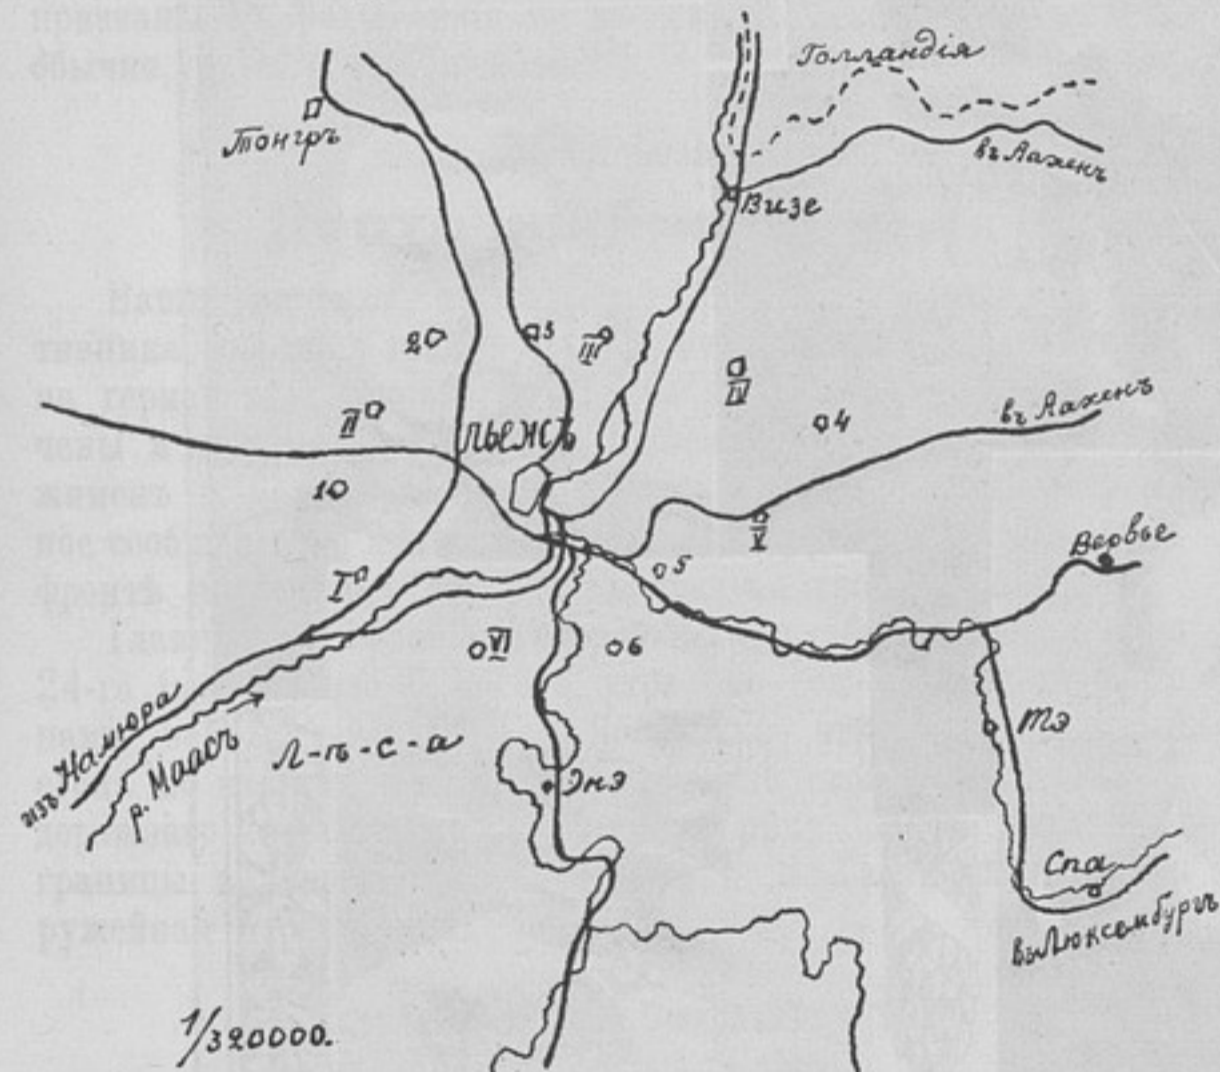 Голландія
Тонгръ
въ Аахенъ
Визе
2
3
III
IV
II
4
ЛЬЕЖЪ
въ Аахенъ
1
I
V
5
Вервье
VI
6
изъ Намюра
р. Маасъ
Л-ѣ-с-а
Энэ
Тэ
Спа
въ Люксембургъ
1/320000.